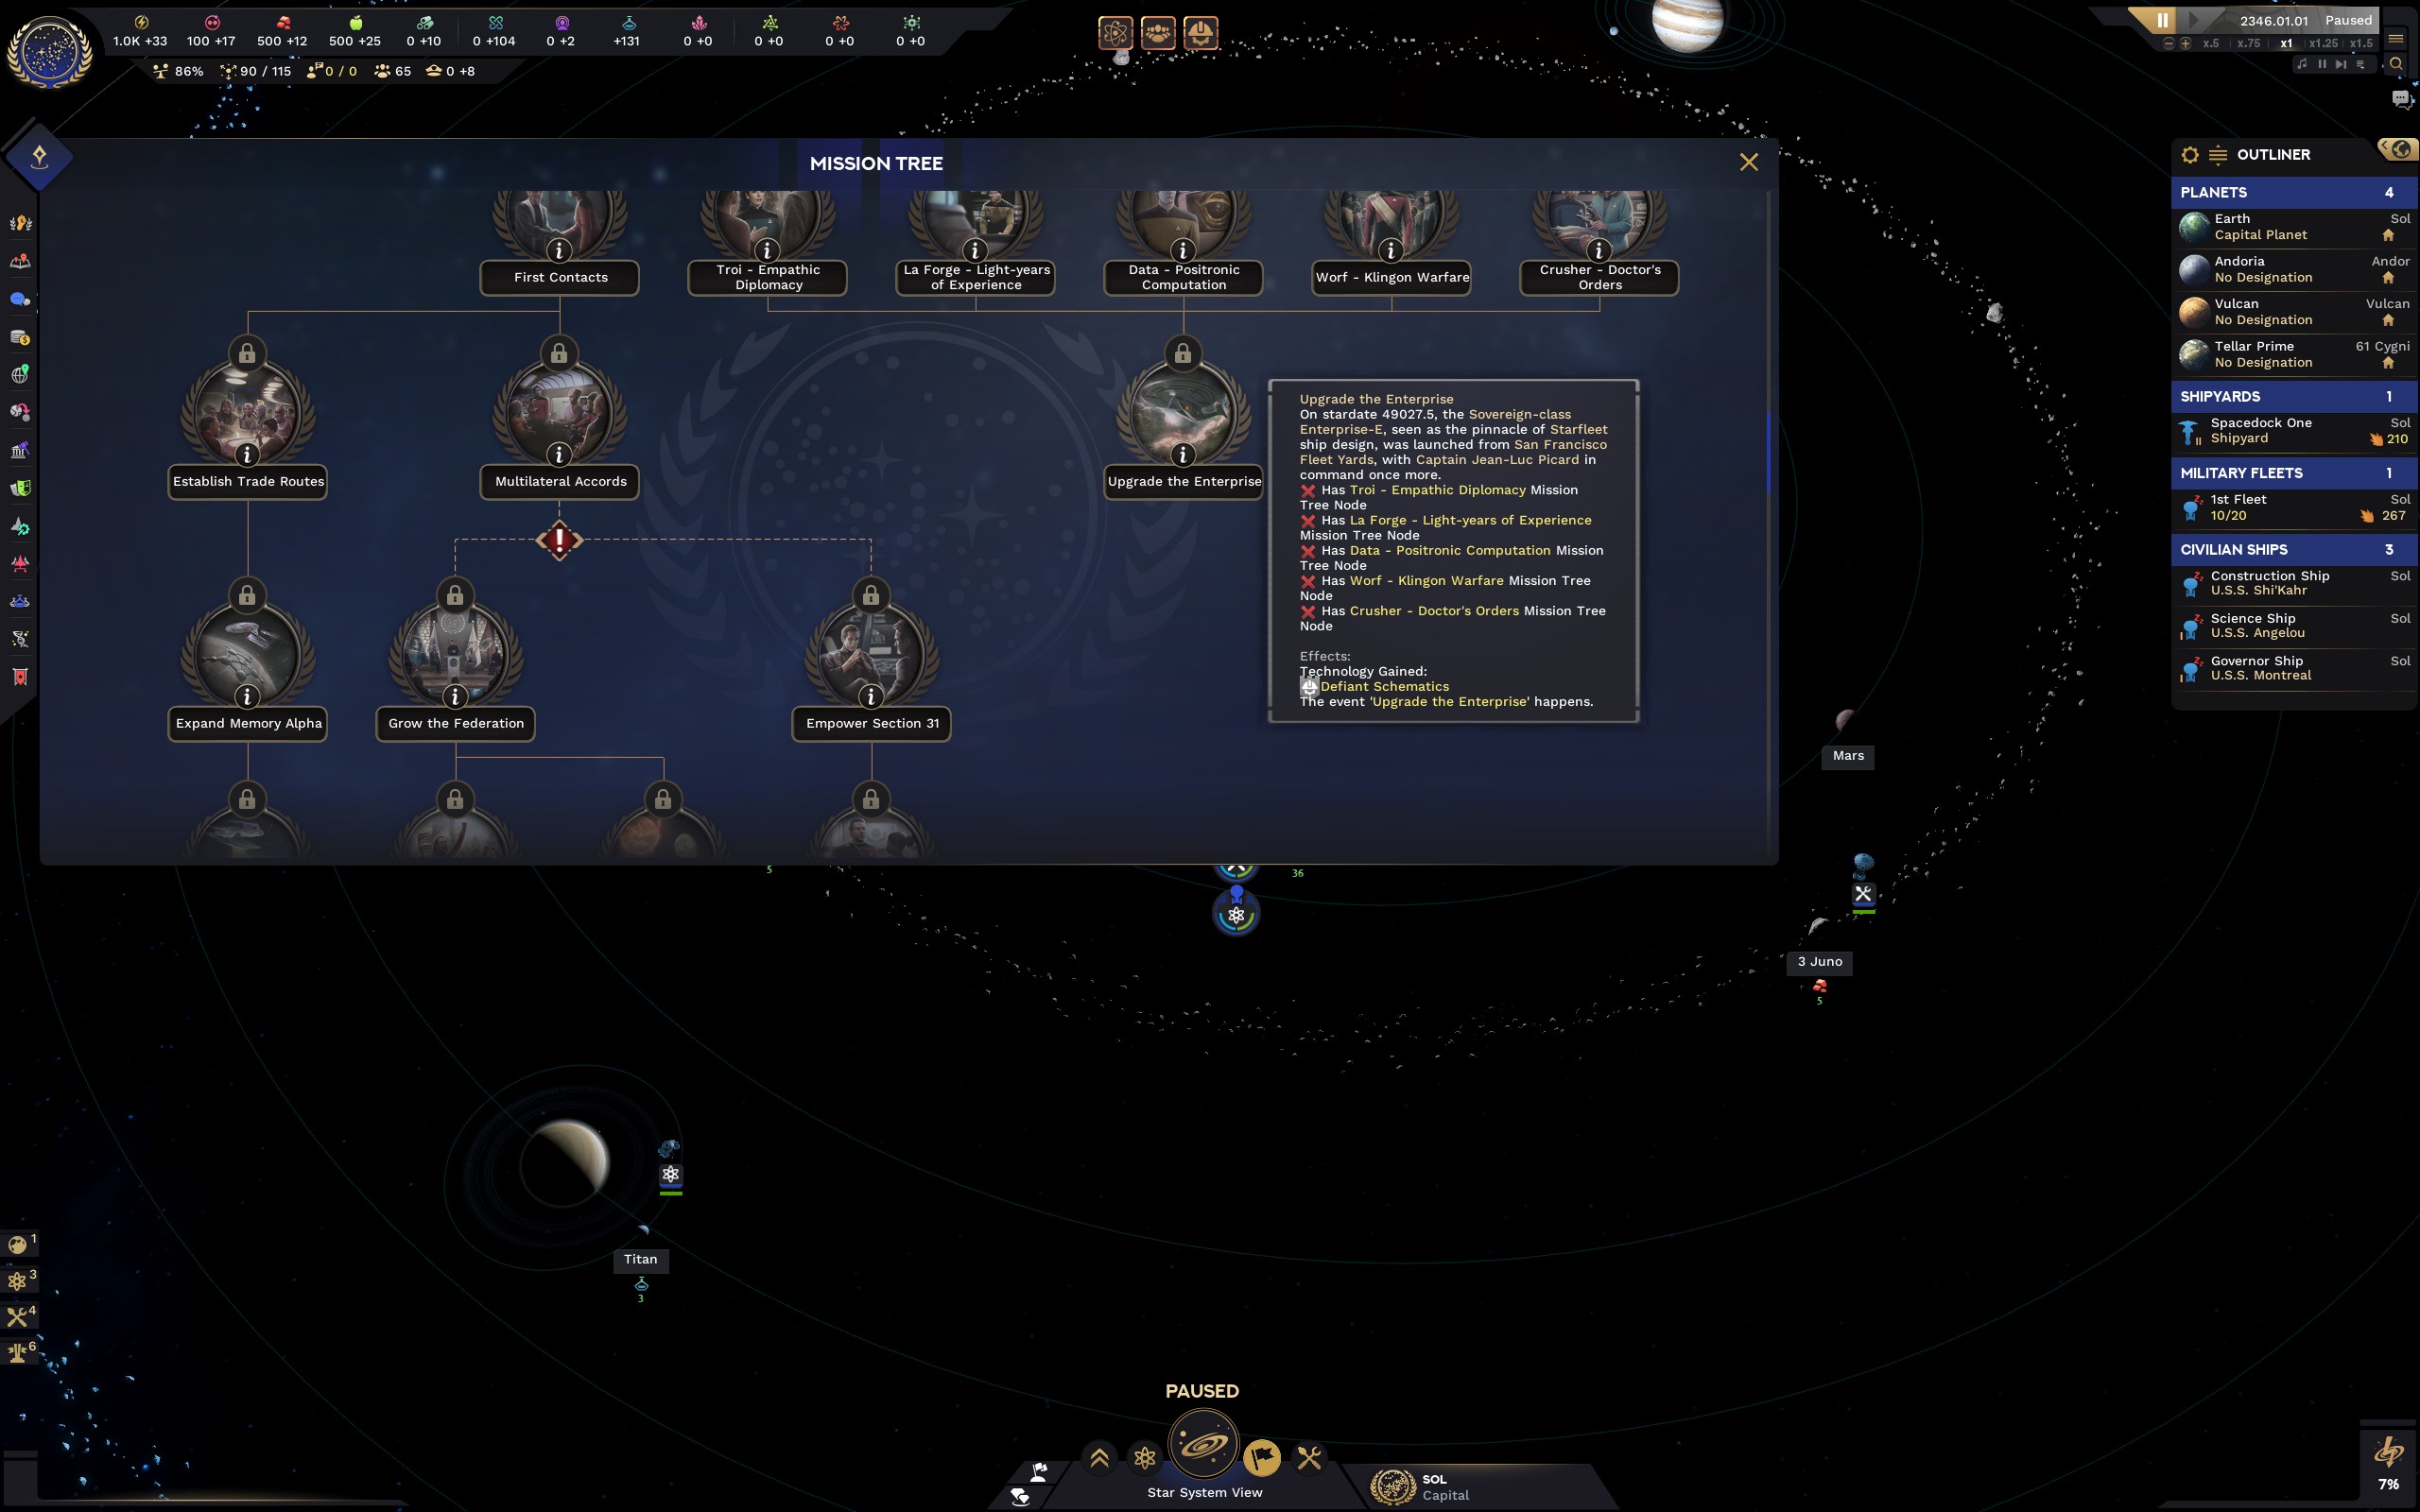 1.0K +33 100 +17 500 +12 500 +25 0 +10 0 +104 0 +2 +131 0 +0 0 +0 0 +0 0 +0
86% 90 / 115 0 / 0 65 0 +8
2346.01.01 Paused
x.5 x.75 x1 x1.25 x1.5
MISSION TREE
First Contacts
Troi - Empathic
Diplomacy
La Forge - Light-years
of Experience
Data - Positronic
Computation
Worf - Klingon Warfare
Crusher - Doctor's
Orders
Establish Trade Routes
Multilateral Accords
Upgrade the Enterprise
Upgrade the Enterprise
On stardate 49027.5, the Sovereign-class
Enterprise-E, seen as the pinnacle of Starfleet
ship design, was launched from San Francisco
Fleet Yards, with Captain Jean-Luc Picard in
command once more.
Has Troi - Empathic Diplomacy Mission
Tree Node
Has La Forge - Light-years of Experience
Mission Tree Node
Has Data - Positronic Computation Mission
Tree Node
Has Worf - Klingon Warfare Mission Tree
Node
Has Crusher - Doctor's Orders Mission Tree
Node
Effects:
Technology Gained:
Defiant Schematics
The event 'Upgrade the Enterprise' happens.
Expand Memory Alpha
Grow the Federation
Empower Section 31
OUTLINER
PLANETS 4
Earth Sol
Capital Planet
Andoria Andor
No Designation
Vulcan Vulcan
No Designation
Tellar Prime 61 Cygni
No Designation
SHIPYARDS 1
Spacedock One Sol
II Shipyard 210
MILITARY FLEETS 1
1st Fleet Sol
10/20 267
CIVILIAN SHIPS 3
Construction Ship Sol
U.S.S. Shi'Kahr
Science Ship Sol
I U.S.S. Angelou
Governor Ship Sol
I U.S.S. Montreal
Mars
5
36
3 Juno
5
Titan
3
1
3
4
6
PAUSED
Star System View
SOL
Capital
7%